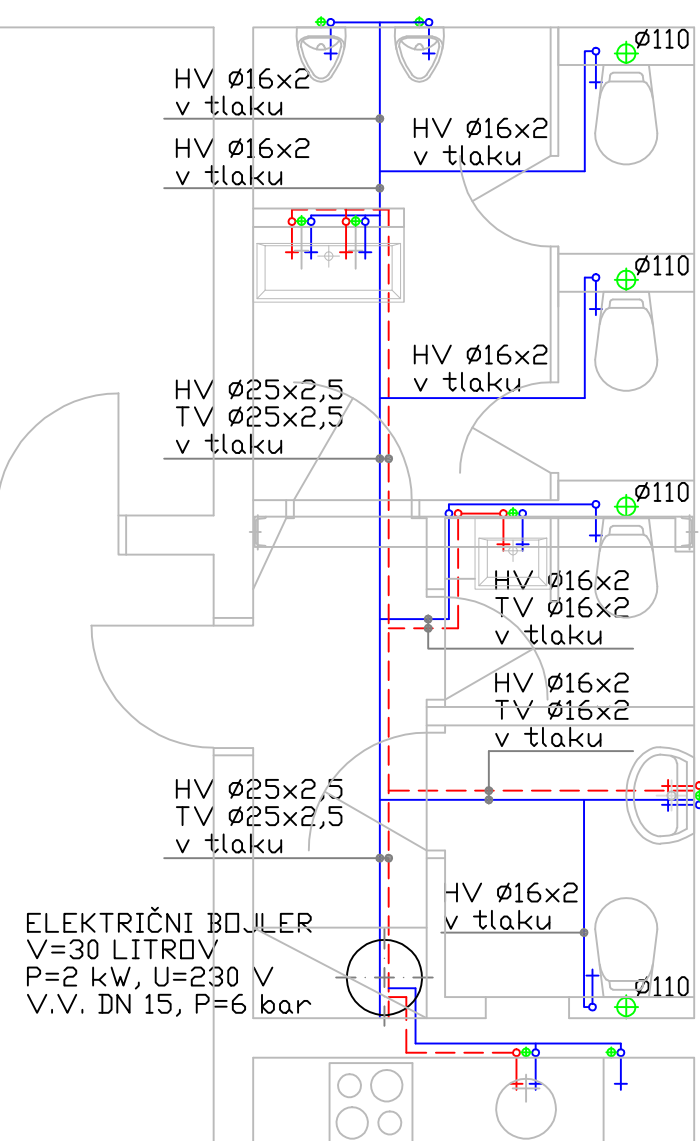 ø110
HV ø16x2
v tlaku
HV ø16x2
v tlaku
HV ø16x2
v tlaku
ø110
HV ø16x2
v tlaku
HV ø25x2,5
TV ø25x2,5
v tlaku
ø110
HV ø16x2
TV ø16x2
v tlaku
HV ø16x2
TV ø16x2
v tlaku
HV ø25x2,5
TV ø25x2,5
v tlaku
HV ø16x2
v tlaku
ELEKTRIČNI BOJLER
V=30 LITROV
P=2 kW, U=230 V
V.V. DN 15, P=6 bar
ø110